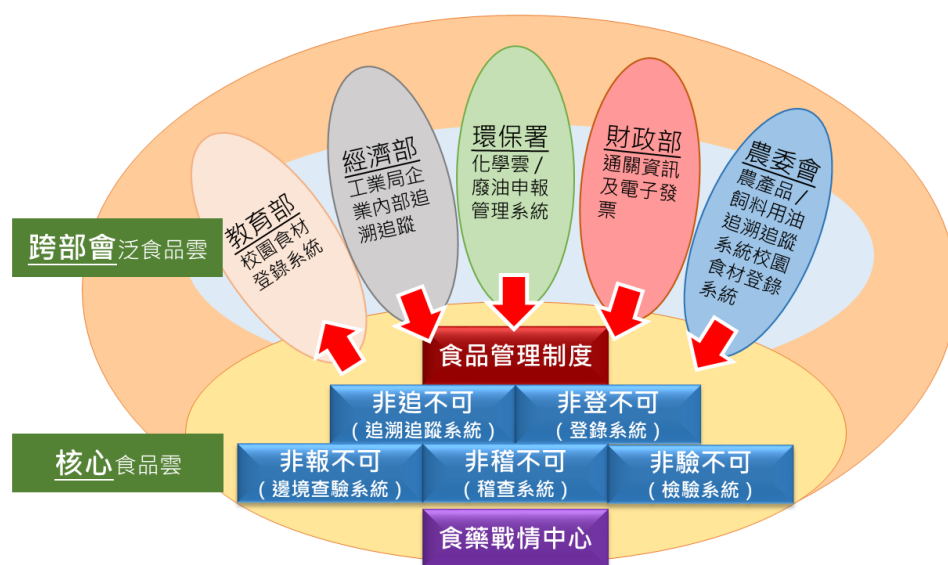 教育部
校園食材
登錄系統
經濟部
工業局企
業內部追
溯追蹤
環保署
化學雲/
廢油申報
管理系統
財政部
通關資訊
及電子發
票
農委會
農產品/
飼料用油
追溯追蹤
系統校園
食材登錄
系統
跨部會泛食品雲
食品管理制度
非追不可
(追溯追蹤系統)
非登不可
(登錄系統)
核心食品雲
非報不可
(邊境查驗系統)
非稽不可
(稽查系統)
非驗不可
(檢驗系統)
食藥戰情中心